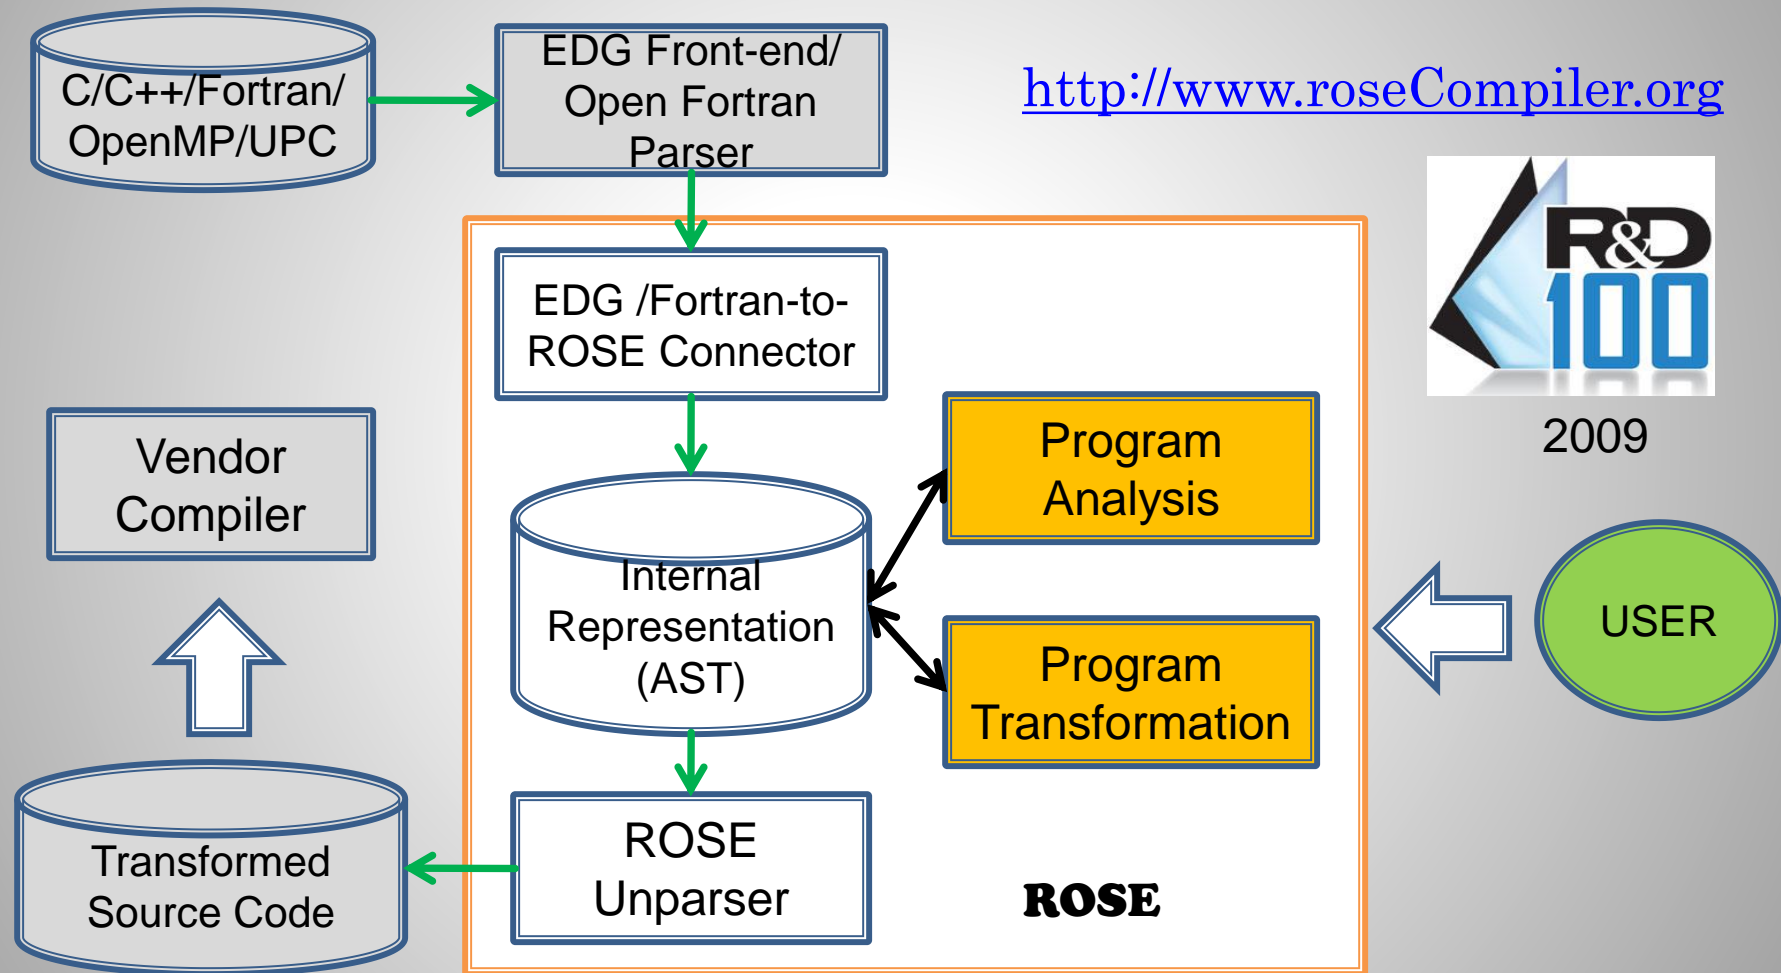 C/C++/Fortran/
OpenMP/UPC
EDG Front-end/
Open Fortran
Parser
http://www.roseCompiler.org
R&D
100
2009
EDG /Fortran-to-
ROSE Connector
Vendor
Compiler
Program
Analysis
Internal
Representation
(AST)
Program
Transformation
USER
Transformed
Source Code
ROSE
Unparser
ROSE